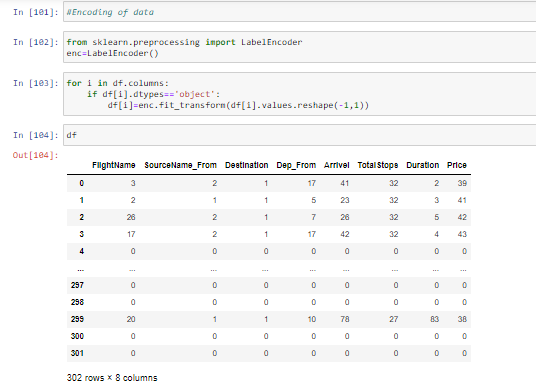 In [101]: #Encoding of data
In [102]: from sklearn.preprocessing import LabelEncoder
enc=LabelEncoder()
In [103]: for i in df.columns:
if df[i].dtypes=='object':
df[i]=enc.fit_transform(df[i].values.reshape(-1,1))
In [104]: df
Out[104]:
FlightName SourceName_From Destination Dep_From Arrivel TotalStops Duration Price
0 3 2 1 17 41 32 2 39
1 2 1 1 5 23 32 3 41
2 26 2 1 7 26 32 5 42
3 17 2 1 17 42 32 4 43
4 0 0 0 0 0 0 0 0
... ... ... ... ... ... ... ... ...
297 0 0 0 0 0 0 0 0
298 0 0 0 0 0 0 0 0
299 20 1 1 10 78 27 83 38
300 0 0 0 0 0 0 0 0
301 0 0 0 0 0 0 0 0
302 rows × 8 columns